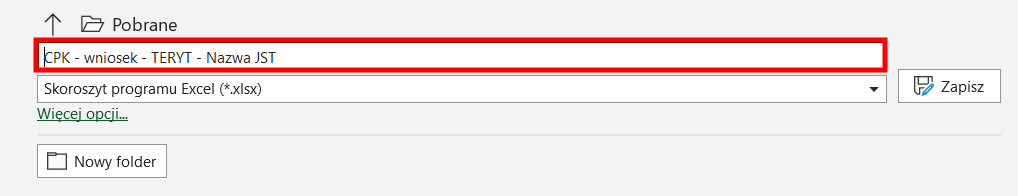 Pobrane
CPK - wniosek - TERYT - Nazwa JST
Skoroszyt programu Excel (*.xlsx)
Zapisz
Więcej opcji...
Nowy folder